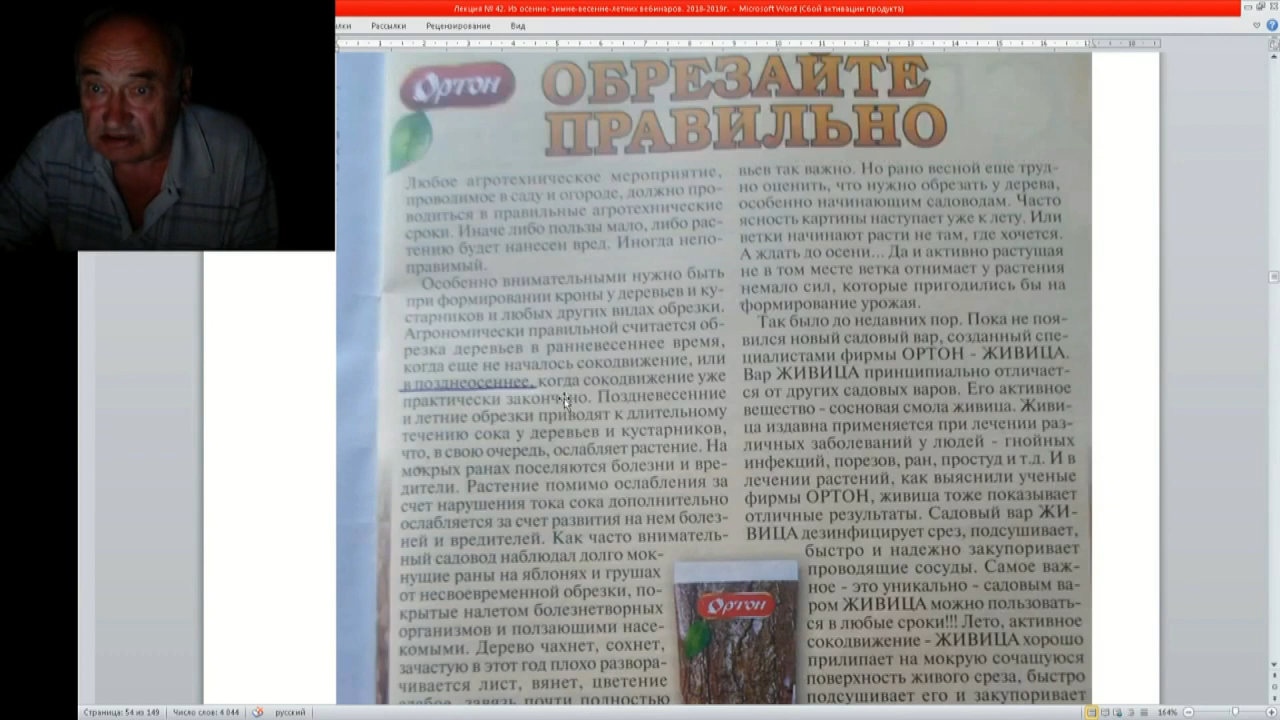 Лекция № 42. Из осенне- зимне-весенне-летних вебинаров. 2018-2019г. - Microsoft Word (Сбой активации продукта)
Рассылки Рецензирование Вид
Ортон
ОБРЕЗАЙТЕ
ПРАВИЛЬНО
Любое агротехническое мероприятие,
проводимое в саду и огороде, должно про-
водиться в правильные агротехнические
сроки. Иначе либо пользы мало, либо рас-
тению будет нанесен вред. Иногда непо-
правимый.
Особенно внимательными нужно быть
при формировании кроны у деревьев и ку-
старников и любых других видах обрезки.
Агрономически правильной считается об-
резка деревьев в ранневесеннее время,
когда еще не началось сокодвижение, или
в позднеосеннее, когда сокодвижение уже
практически закончено. Поздневесенние
и летние обрезки приводят к длительному
течению сока у деревьев и кустарников,
что, в свою очередь, ослабляет растение. На
мокрых ранах поселяются болезни и вре-
дители. Растение помимо ослабления за
счет нарушения тока сока дополнительно
ослабляется за счет развития на нем болез-
ней и вредителей. Как часто вниматель-
ный садовод наблюдал долго мок-
нущие раны на яблонях и грушах
от несвоевременной обрезки, по-
крытые налетом болезнетворных
организмов и ползающими насе-
комыми. Дерево чахнет, сохнет,
зачастую в этот год плохо развора-
чивается лист, вянет, цветение
слабое, завязь почти полностью
вьев так важно. Но рано весной еще труд-
но оценить, что нужно обрезать у дерева,
особенно начинающим садоводам. Часто
ясность картины наступает уже к лету. Или
ветки начинают расти не там, где хочется.
А ждать до осени... Да и активно растущая
не в том месте ветка отнимает у растения
немало сил, которые пригодились бы на
формирование урожая.
Так было до недавних пор. Пока не поя-
вился новый садовый вар, созданный спе-
циалистами фирмы ОРТОН - ЖИВИЦА.
Вар ЖИВИЦА принципиально отличает-
ся от других садовых варов. Его активное
вещество - сосновая смола живица. Живи-
ца издавна применяется при лечении раз-
личных заболеваний у людей - гнойных
инфекций, порезов, ран, простуд и т.д. И в
лечении растений, как выяснили ученые
фирмы ОРТОН, живица тоже показывает
отличные результаты. Садовый вар ЖИ-
ВИЦА дезинфицирует срез, подсушивает,
быстро и надежно закупоривает
проводящие сосуды. Самое важ-
ное - это уникально - садовым ва-
ром ЖИВИЦА можно пользовать-
ся в любые сроки!!! Лето, активное
сокодвижение - ЖИВИЦА хорошо
прилипает на мокрую сочащуюся
поверхность живого среза, быстро
подсушивает его и закупоривает
Ортон
Страница: 54 из 149 Число слов: 4 044 русский 164%